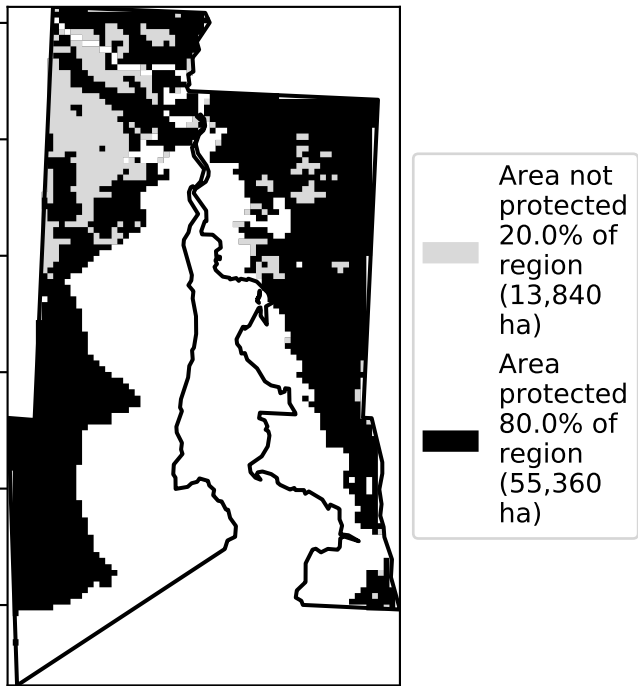 Area not
protected
20.0% of
region
(13,840
ha)
Area
protected
80.0% of
region
(55,360
ha)